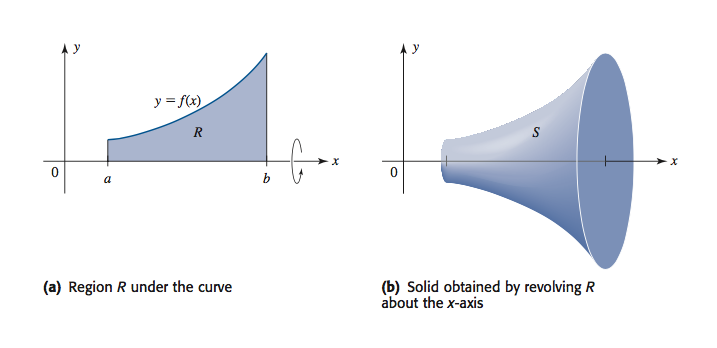 y
y = f(x)
R
0
a
b
x
(a) Region R under the curve
y
S
0
x
(b) Solid obtained by revolving R
about the x-axis